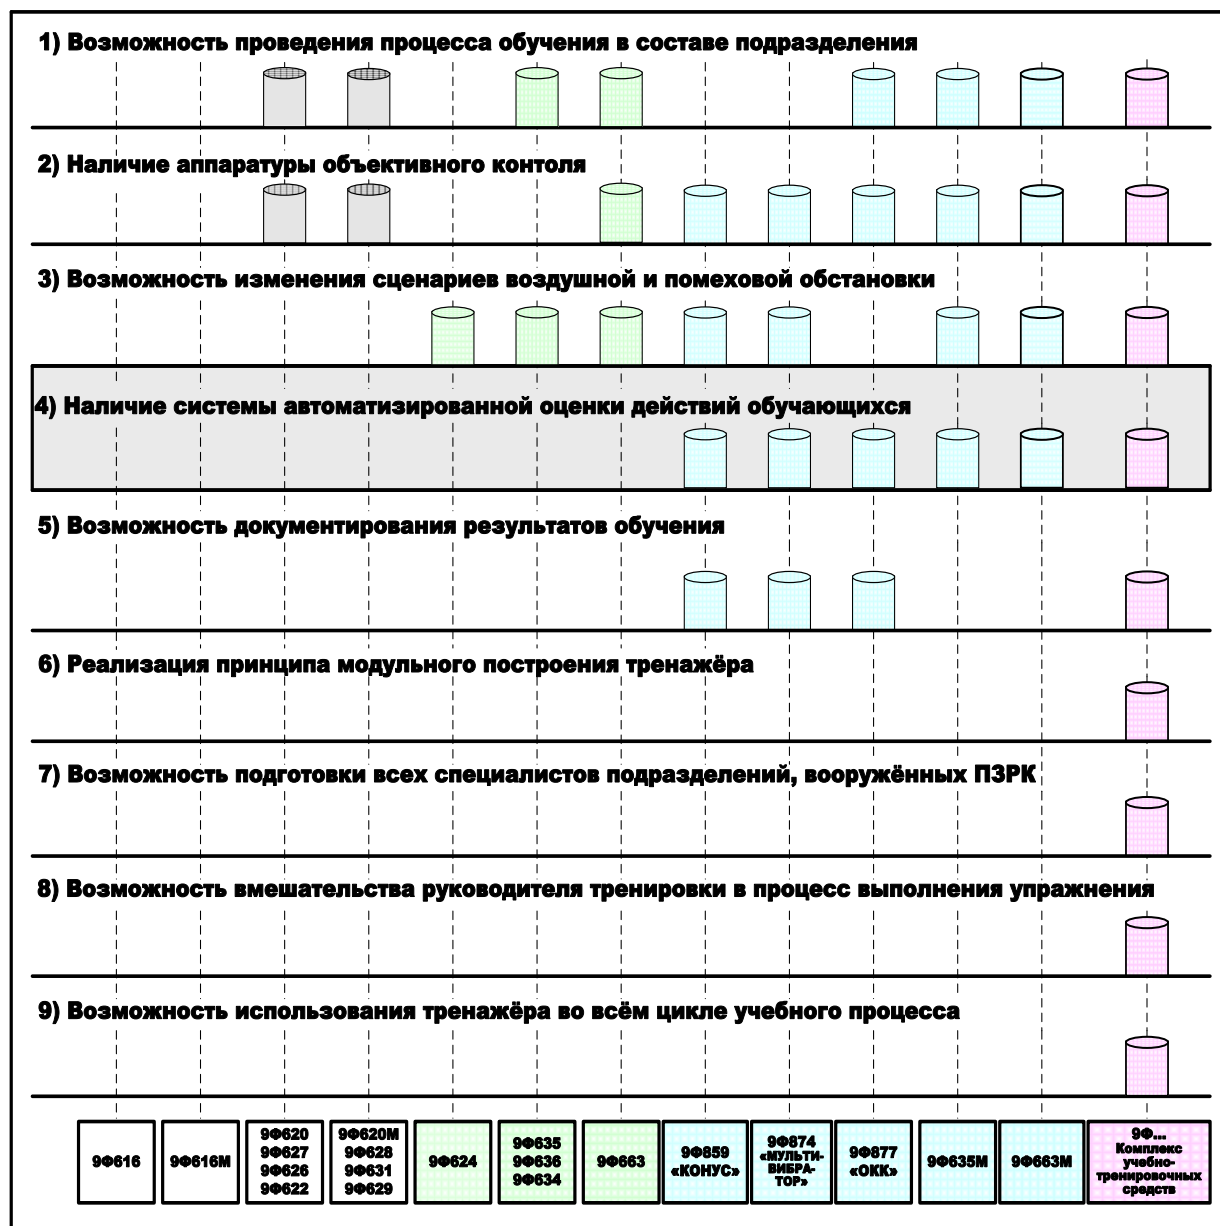 1) Возможность проведения процесса обучения в составе подразделения
2) Наличие аппаратуры объективного контоля
3) Возможность изменения сценариев воздушной и помеховой обстановки
4) Наличие системы автоматизированной оценки действий обучающихся
5) Возможность документирования результатов обучения
6) Реализация принципа модульного построения тренажёра
7) Возможность подготовки всех специалистов подразделений, вооружённых ПЗРК
8) Возможность вмешательства руководителя тренировки в процесс выполнения упражнения
9) Возможность использования тренажёра во всём цикле учебного процесса
9Ф616
9Ф616М
9Ф620
9Ф627
9Ф626
9Ф622
9Ф620М
9Ф628
9Ф631
9Ф629
9Ф624
9Ф635
9Ф636
9Ф634
9Ф663
9Ф859
«КОНУС»
9Ф874
«МУЛЬТИ-
ВИБРА-
ТОР»
9Ф877
«ОКК»
9Ф635М
9Ф663М
9Ф...
Комплекс
учебно-
тренировочных
средств